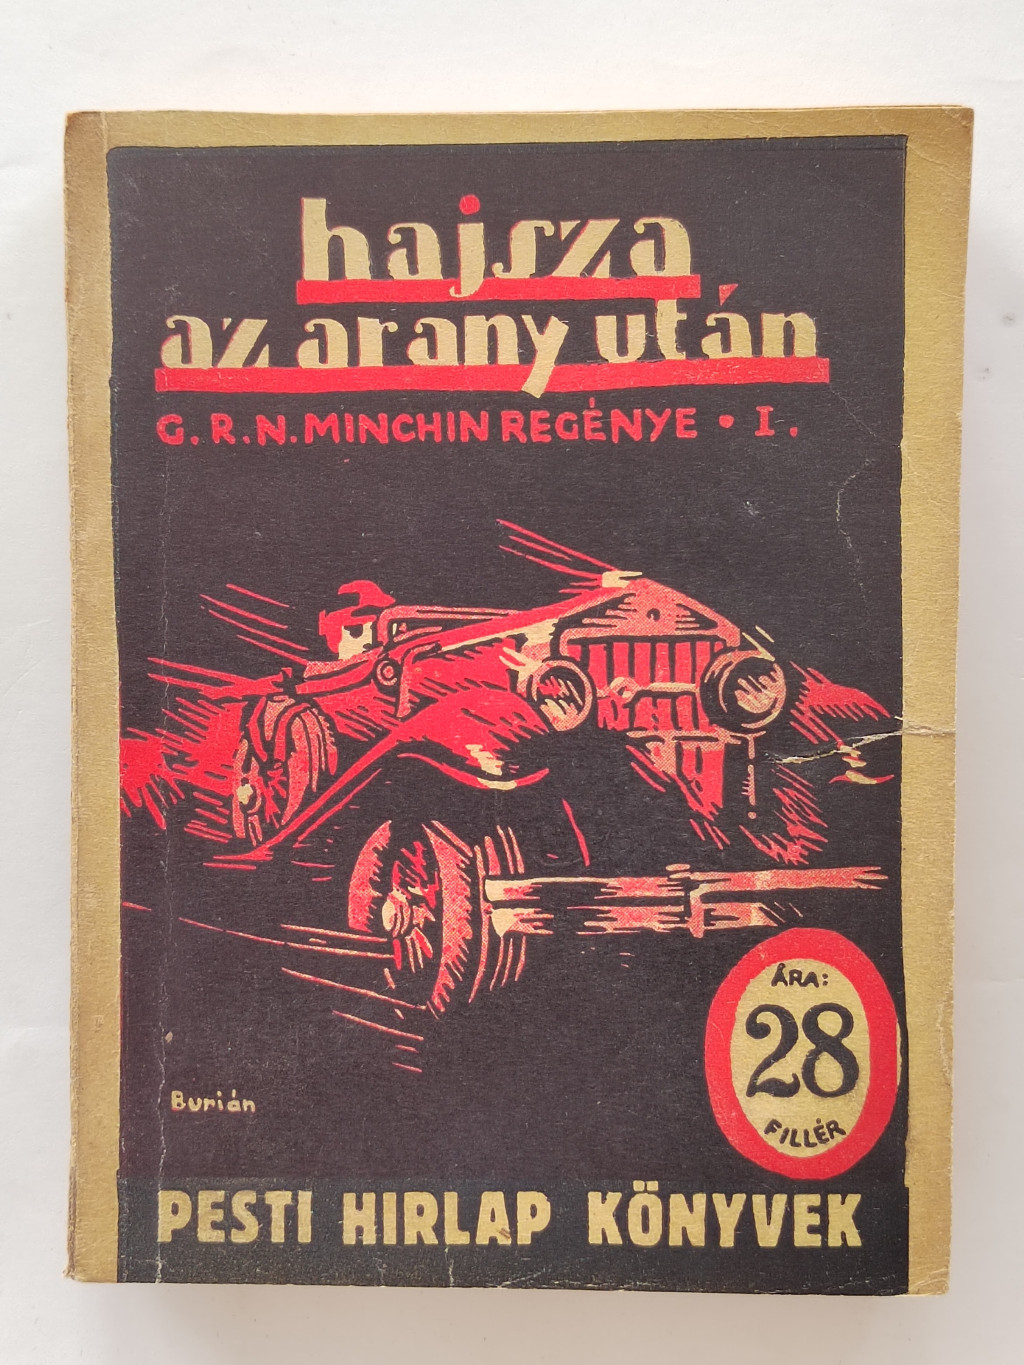 hajsza
az arany után
G. R. N. MINCHIN REGÉNYE • I.
ÁRA:
28
FILLÉR
Burián
PESTI HIRLAP KÖNYVEK